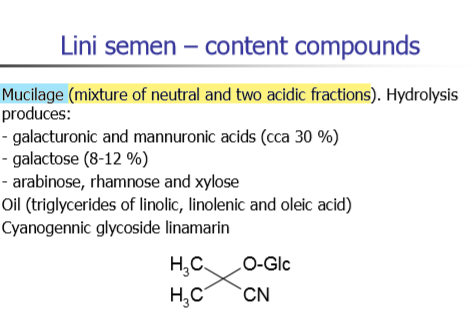 Lini semen – content compounds
Mucilage (mixture of neutral and two acidic fractions). Hydrolysis
produces:
- galacturonic and mannuronic acids (cca 30 %)
- galactose (8-12 %)
- arabinose, rhamnose and xylose
Oil (triglycerides of linolic, linolenic and oleic acid)
Cyanogennic glycoside linamarin
H₃C O-Glc
H₃C CN